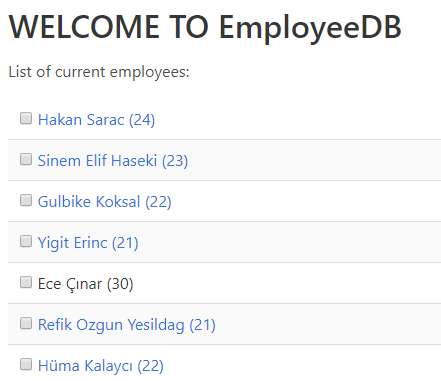 WELCOME TO EmployeeDB
List of current employees:
Hakan Sarac (24)
Sinem Elif Haseki (23)
Gulbike Koksal (22)
Yigit Erinc (21)
Ece Çınar (30)
Refik Ozgun Yesildag (21)
Hüma Kalaycı (22)